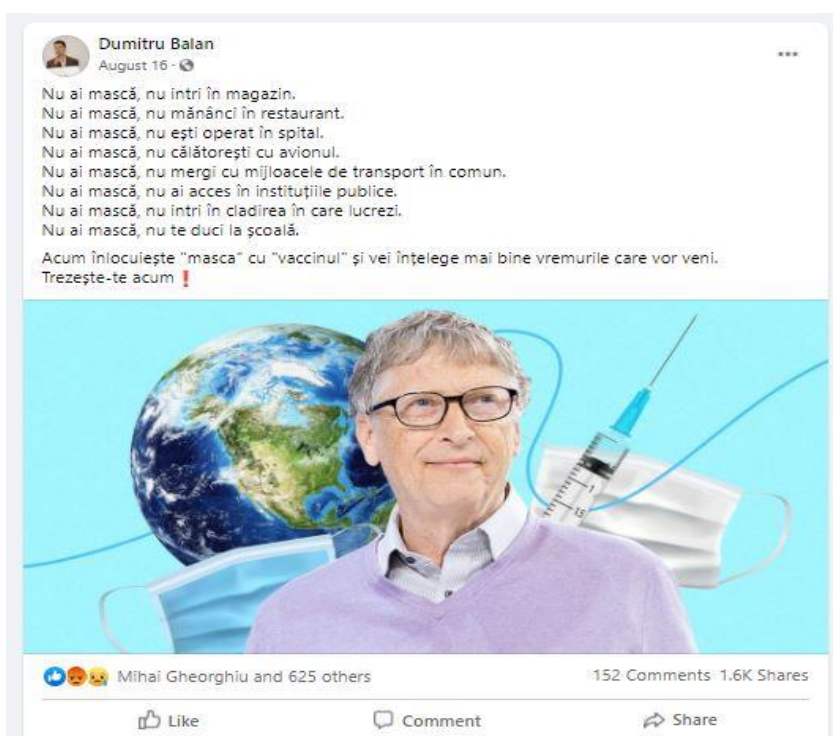 Dumitru Balan
August 16 ·
Nu ai mască, nu intri în magazin.
Nu ai mască, nu mănânci în restaurant.
Nu ai mască, nu ești operat în spital.
Nu ai mască, nu călătorești cu avionul.
Nu ai mască, nu mergi cu mijloacele de transport în comun.
Nu ai mască, nu ai acces în instituțiile publice.
Nu ai mască, nu intri în cladirea în care lucrezi.
Nu ai mască, nu te duci la școală.
Acum înlocuiește "masca" cu "vaccinul" și vei înțelege mai bine vremurile care vor veni.
Trezește-te acum ❗
Mihai Gheorghiu and 625 others
152 Comments 1.6K Shares
Like
Comment
Share